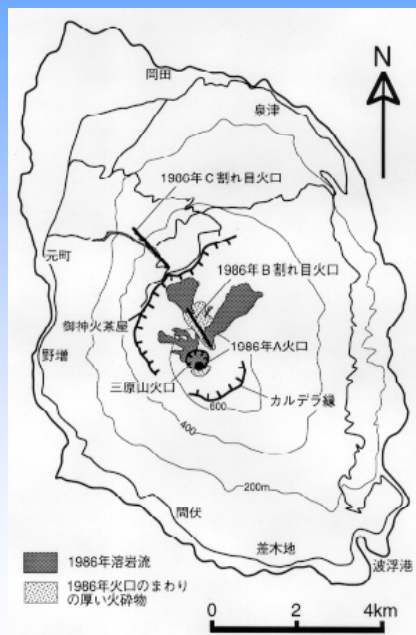 N
岡田
泉津
1986年C割れ目火口
元町
1986年B割れ目火口
御神火茶屋
野増
1986年A火口
三原山火口
カルデラ縁
600
400
200m
間伏
差木地
波浮港
1986年溶岩流
1986年火口のまわり
の厚い火砕物
0 2 4km